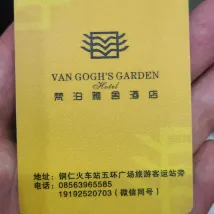 VAN GOGH'S GARDEN
Hotel
梵泊雅舍酒店
地址：铜仁火车站五环广场旅游客运站旁
电话：08563965585
19192520703（微信同号）